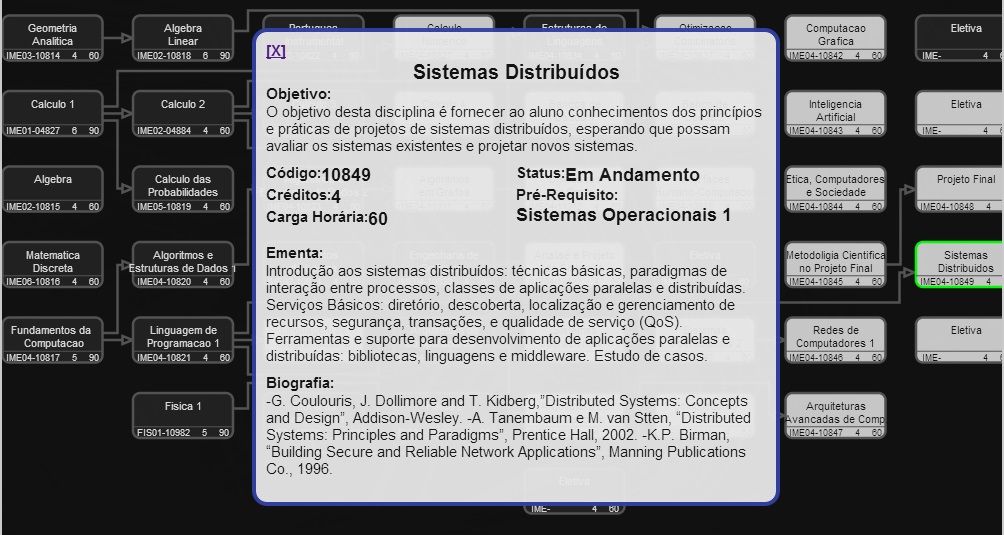 Geometria
Analitica
IME03-10814 4 60
Algebra
Linear
IME02-10818 6 90
Portugues
Calculo
Estruturas de
Otimizacao
Computacao
Grafica
IME04-10842 4 60
Eletiva
IME- 4 6
Calculo 1
IME01-04827 6 90
Calculo 2
IME02-04884 4 60
Inteligencia
Artificial
IME04-10843 4 60
Eletiva
IME- 4 6
Algebra
IME02-10815 4 60
Calculo das
Probabilidades
IME05-10819 4 60
Etica, Computadores
e Sociedade
IME04-10844 4 60
Projeto Final
IME04-10848 4 6
Matematica
Discreta
IME06-10816 4 60
Algoritmos e
Estruturas de Dados 1
IME04-10820 4 60
Metodoligia Cientifica
no Projeto Final
IME04-10845 4 60
Sistemas
Distribuidos
IME04-10849 4 6
Fundamentos da
Computacao
IME04-10817 5 90
Linguagem de
Programacao 1
IME04-10821 4 60
Redes de
Computadores 1
IME04-10846 4 60
Eletiva
IME- 4 6
Fisica 1
FIS01-10982 5 90
Arquiteturas
Avancadas de Comp
IME04-10847 4 60
Eletiva
IME- 4 60
[X]
Sistemas Distribuídos
Objetivo:
O objetivo desta disciplina é fornecer ao aluno conhecimentos dos princípios
e práticas de projetos de sistemas distribuídos, esperando que possam
avaliar os sistemas existentes e projetar novos sistemas.
Código:10849
Status:Em Andamento
Créditos:4
Pré-Requisito:
Carga Horária:60
Sistemas Operacionais 1
Ementa:
Introdução aos sistemas distribuídos: técnicas básicas, paradigmas de
interação entre processos, classes de aplicações paralelas e distribuídas.
Serviços Básicos: diretório, descoberta, localização e gerenciamento de
recursos, segurança, transações, e qualidade de serviço (QoS).
Ferramentas e suporte para desenvolvimento de aplicações paralelas e
distribuídas: bibliotecas, linguagens e middleware. Estudo de casos.
Biografia:
-G. Coulouris, J. Dollimore and T. Kidberg,”Distributed Systems: Concepts
and Design”, Addison-Wesley. -A. Tanembaum e M. van Stten, “Distributed
Systems: Principles and Paradigms”, Prentice Hall, 2002. -K.P. Birman,
“Building Secure and Reliable Network Applications”, Manning Publications
Co., 1996.